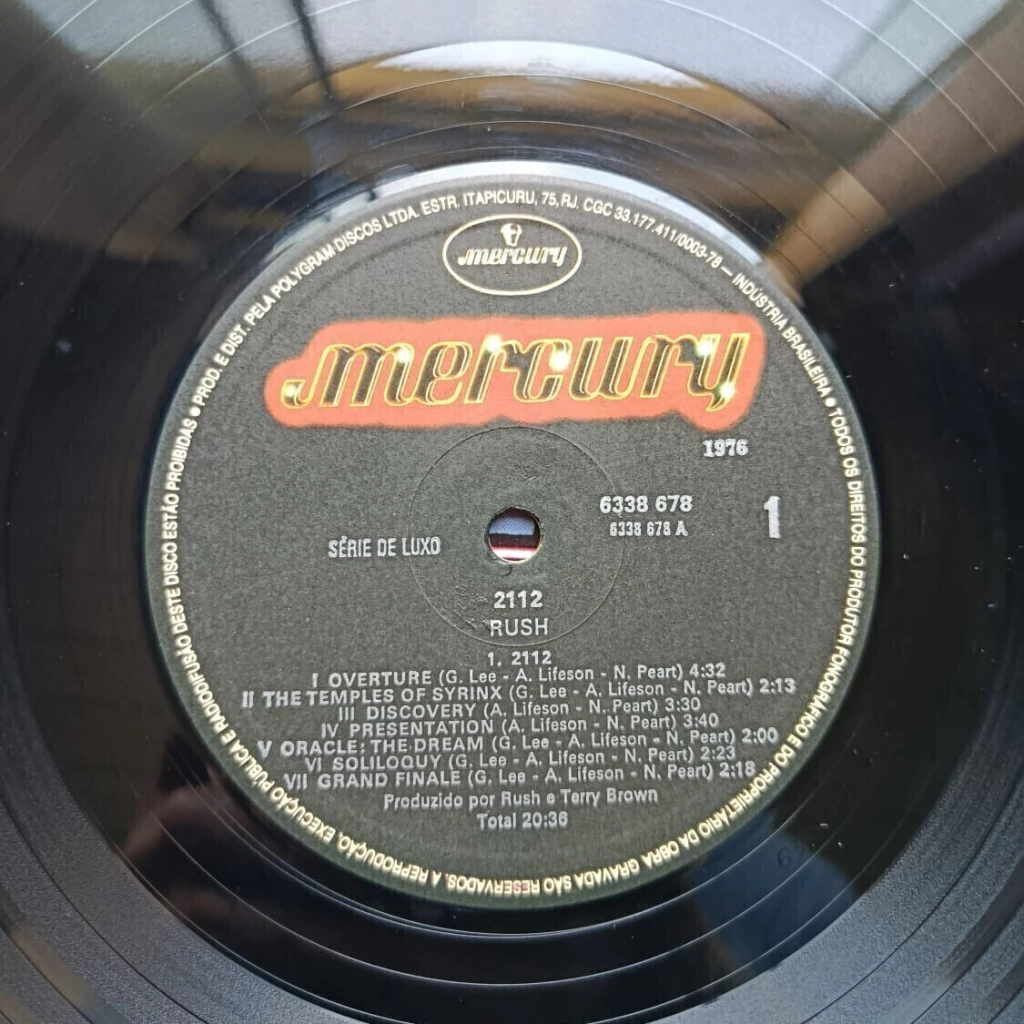 ● PROD. E DIST. PELA POLYGRAM DISCOS LTDA. ESTR. ITAPICURU, 75, RJ. CGC 33.177.411/0003-78 — INDÚSTRIA BRASILEIRA ● TODOS OS DIREITOS DO PRODUTOR FONOGRÁFICO E DO PROPRIETÁRIO DA OBRA GRAVADA SÃO RESERVADOS. A REPRODUÇÃO, EXECUÇÃO PÚBLICA E RADIODIFUSÃO DESTE DISCO ESTÃO PROIBIDAS
mercury
mercury
1976
6338 678
6338 678 A
1
SÉRIE DE LUXO
2112
RUSH
1. 2112
I OVERTURE (G. Lee - A. Lifeson - N. Peart) 4:32
II THE TEMPLES OF SYRINX (G. Lee - A. Lifeson - N. Peart) 2:13
III DISCOVERY (A. Lifeson - N. Peart) 3:30
IV PRESENTATION (A. Lifeson - N. Peart) 3:40
V ORACLE: THE DREAM (G. Lee - A. Lifeson - N. Peart) 2:00
VI SOLILOQUY (G. Lee - A. Lifeson - N. Peart) 2:23
VII GRAND FINALE (G. Lee - A. Lifeson - N. Peart) 2:18
Produzido por Rush e Terry Brown
Total 20:36